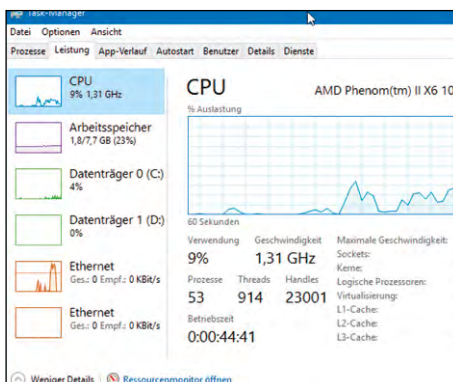 Task-Manager
Datei Optionen Ansicht
Prozesse Leistung App-Verlauf Autostart Benutzer Details Dienste
CPU
9% 1,31 GHz
Arbeitsspeicher
1,8/7,7 GB (23%)
Datenträger 0 (C:)
4%
Datenträger 1 (D:)
0%
Ethernet
Ges.: 0 Empf.: 0 KBit/s
Ethernet
Ges.: 0 Empf.: 0 KBit/s
CPU AMD Phenom(tm) II X6 10
% Auslastung
60 Sekunden
Verwendung Geschwindigkeit Maximale Geschwindigkeit:
9% 1,31 GHz Sockets:
Kerne:
Prozesse Threads Handles Logische Prozessoren:
53 914 23001 Virtualisierung:
L1-Cache:
Betriebszeit L2-Cache:
0:00:44:41 L3-Cache:
Weniger Details Ressourcenmonitor öffnen